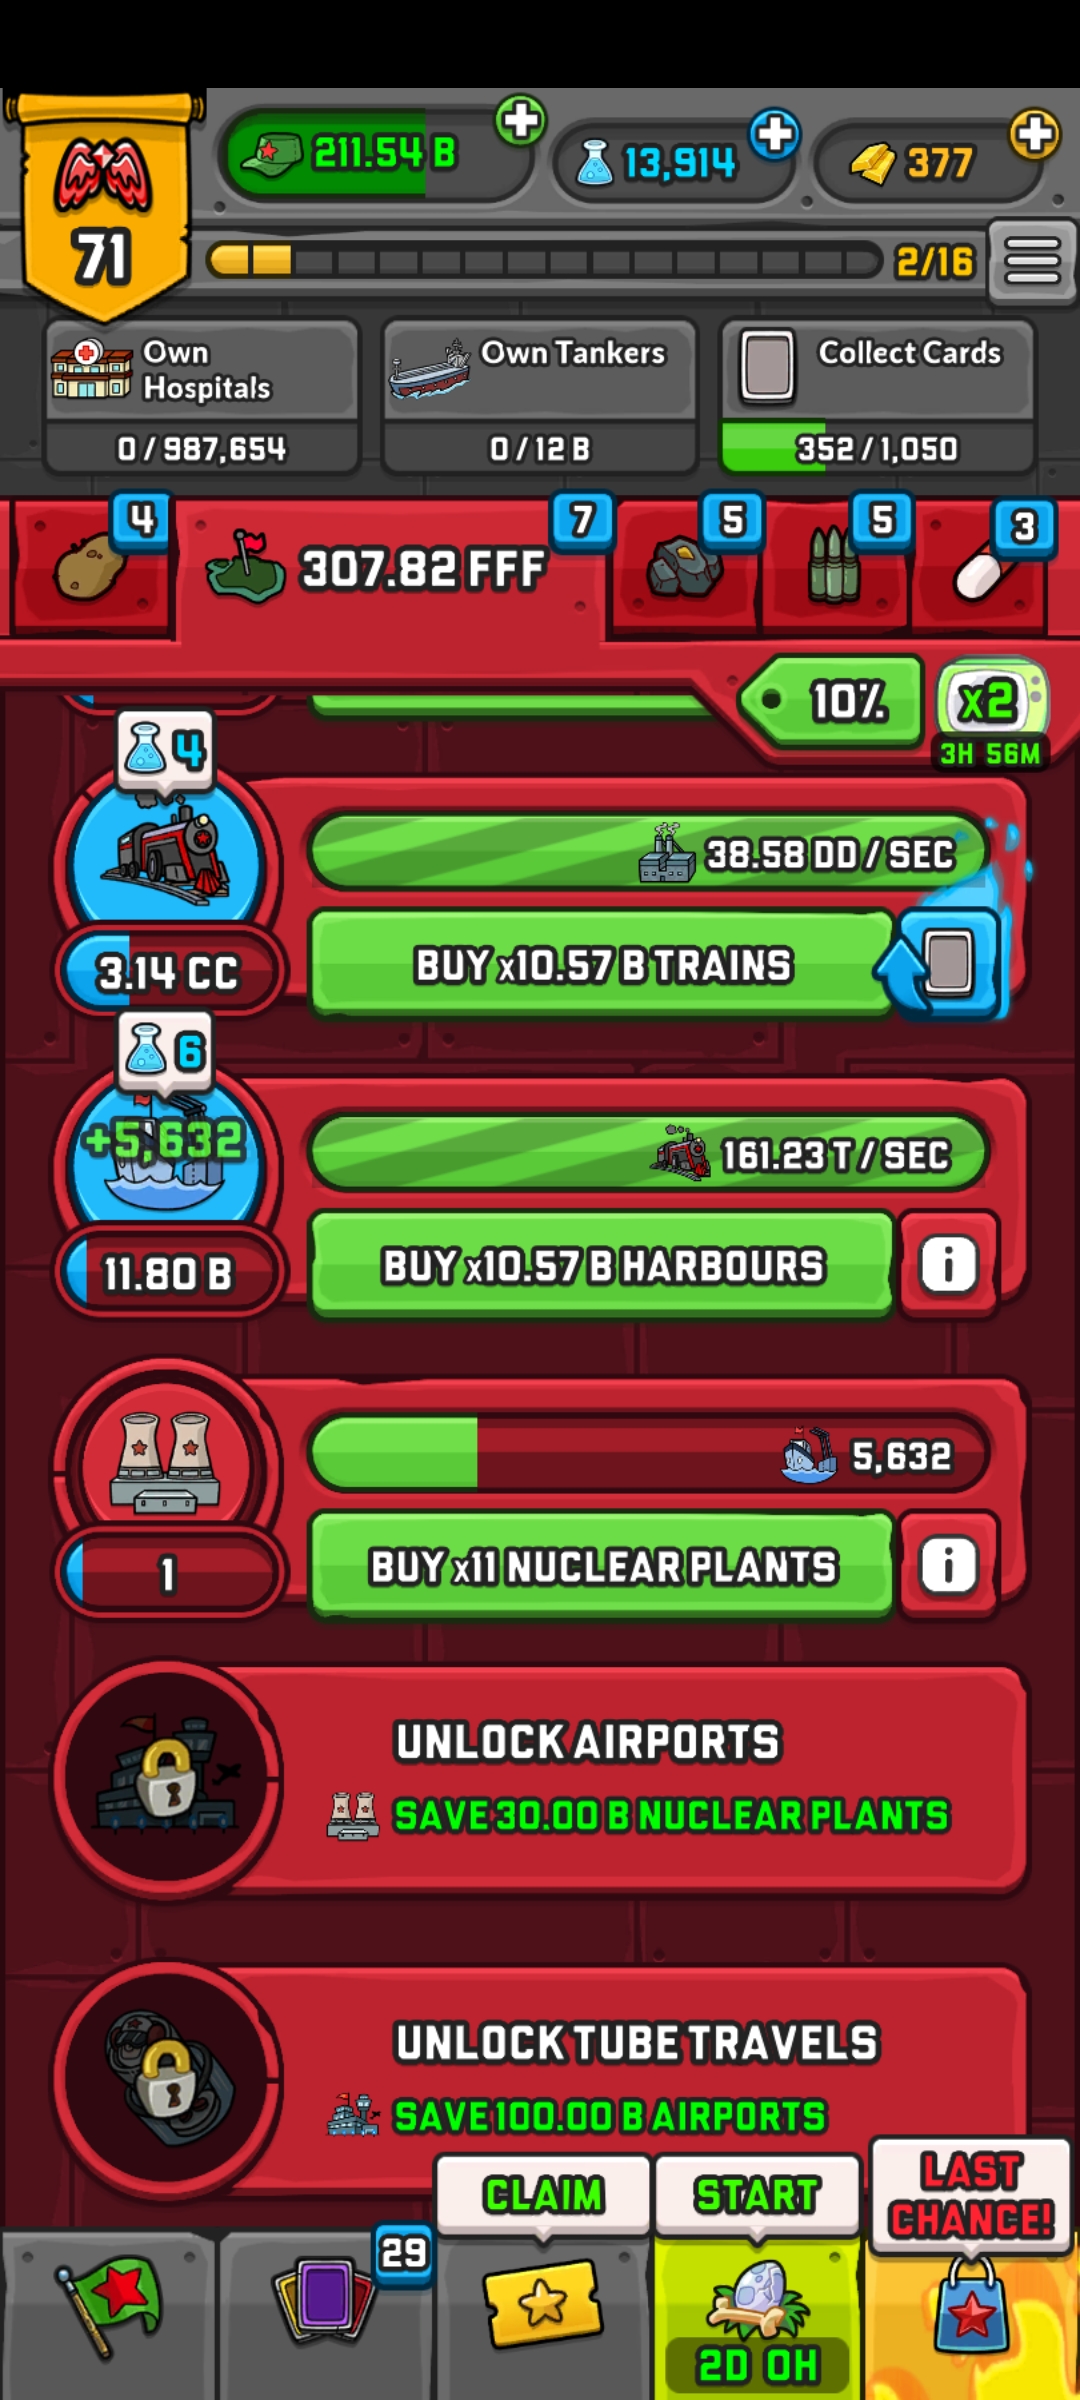 211.54 B
13,914
377
71
2/16
Own
Hospitals
0 / 987,654
Own Tankers
0 / 12 B
Collect Cards
352 / 1,050
4
307.82 FFF
7
5
5
3
10%
x2
3H 56M
4
38.58 DD / SEC
BUY x10.57 B TRAINS
3.14 CC
6
+5,632
161.23 T / SEC
BUY x10.57 B HARBOURS
11.80 B
i
5,632
BUY x11 NUCLEAR PLANTS
1
i
UNLOCK AIRPORTS
SAVE 30.00 B NUCLEAR PLANTS
UNLOCK TUBE TRAVELS
SAVE 100.00 B AIRPORTS
CLAIM
START
LAST
CHANCE!
29
2D 0H